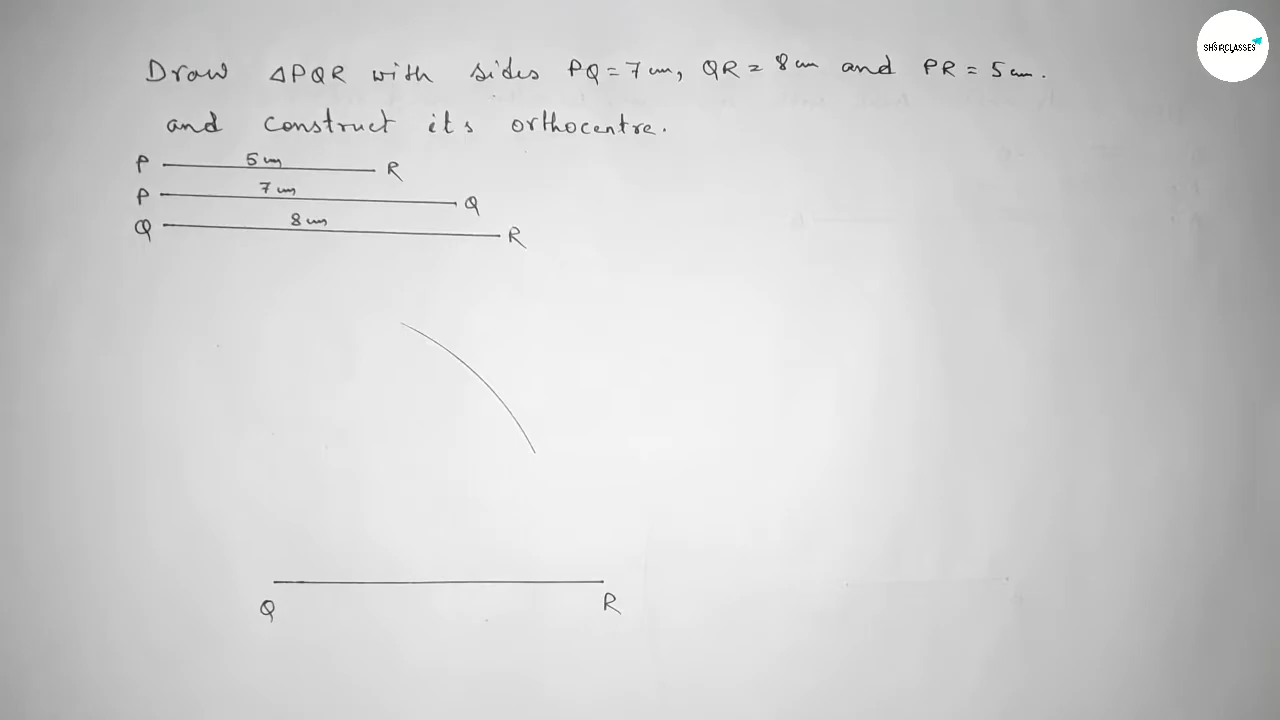 Draw ΔPQR with sides PQ = 7 cm, QR = 8 cm and PR = 5 cm.
and construct its orthocentre.
P 5 cm R
P 7 cm Q
Q 8 cm R
Q R
SHSIRCLASSES